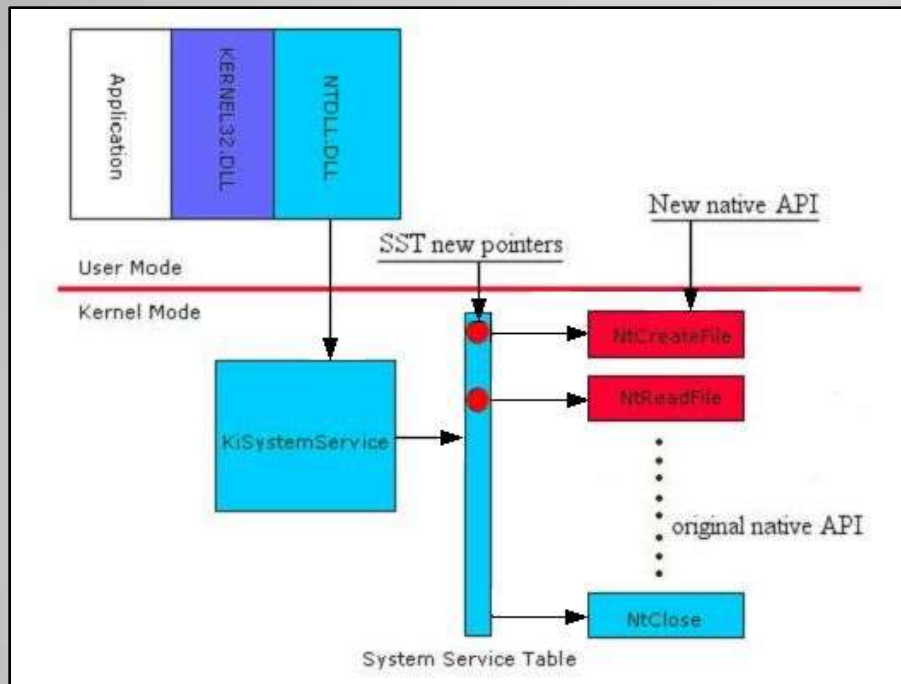 Application
KERNEL32.DLL
NTDLL.DLL
New native API
SST new pointers
User Mode
Kernel Mode
NtCreateFile
NtReadFile
KiSystemService
original native API
NtClose
System Service Table